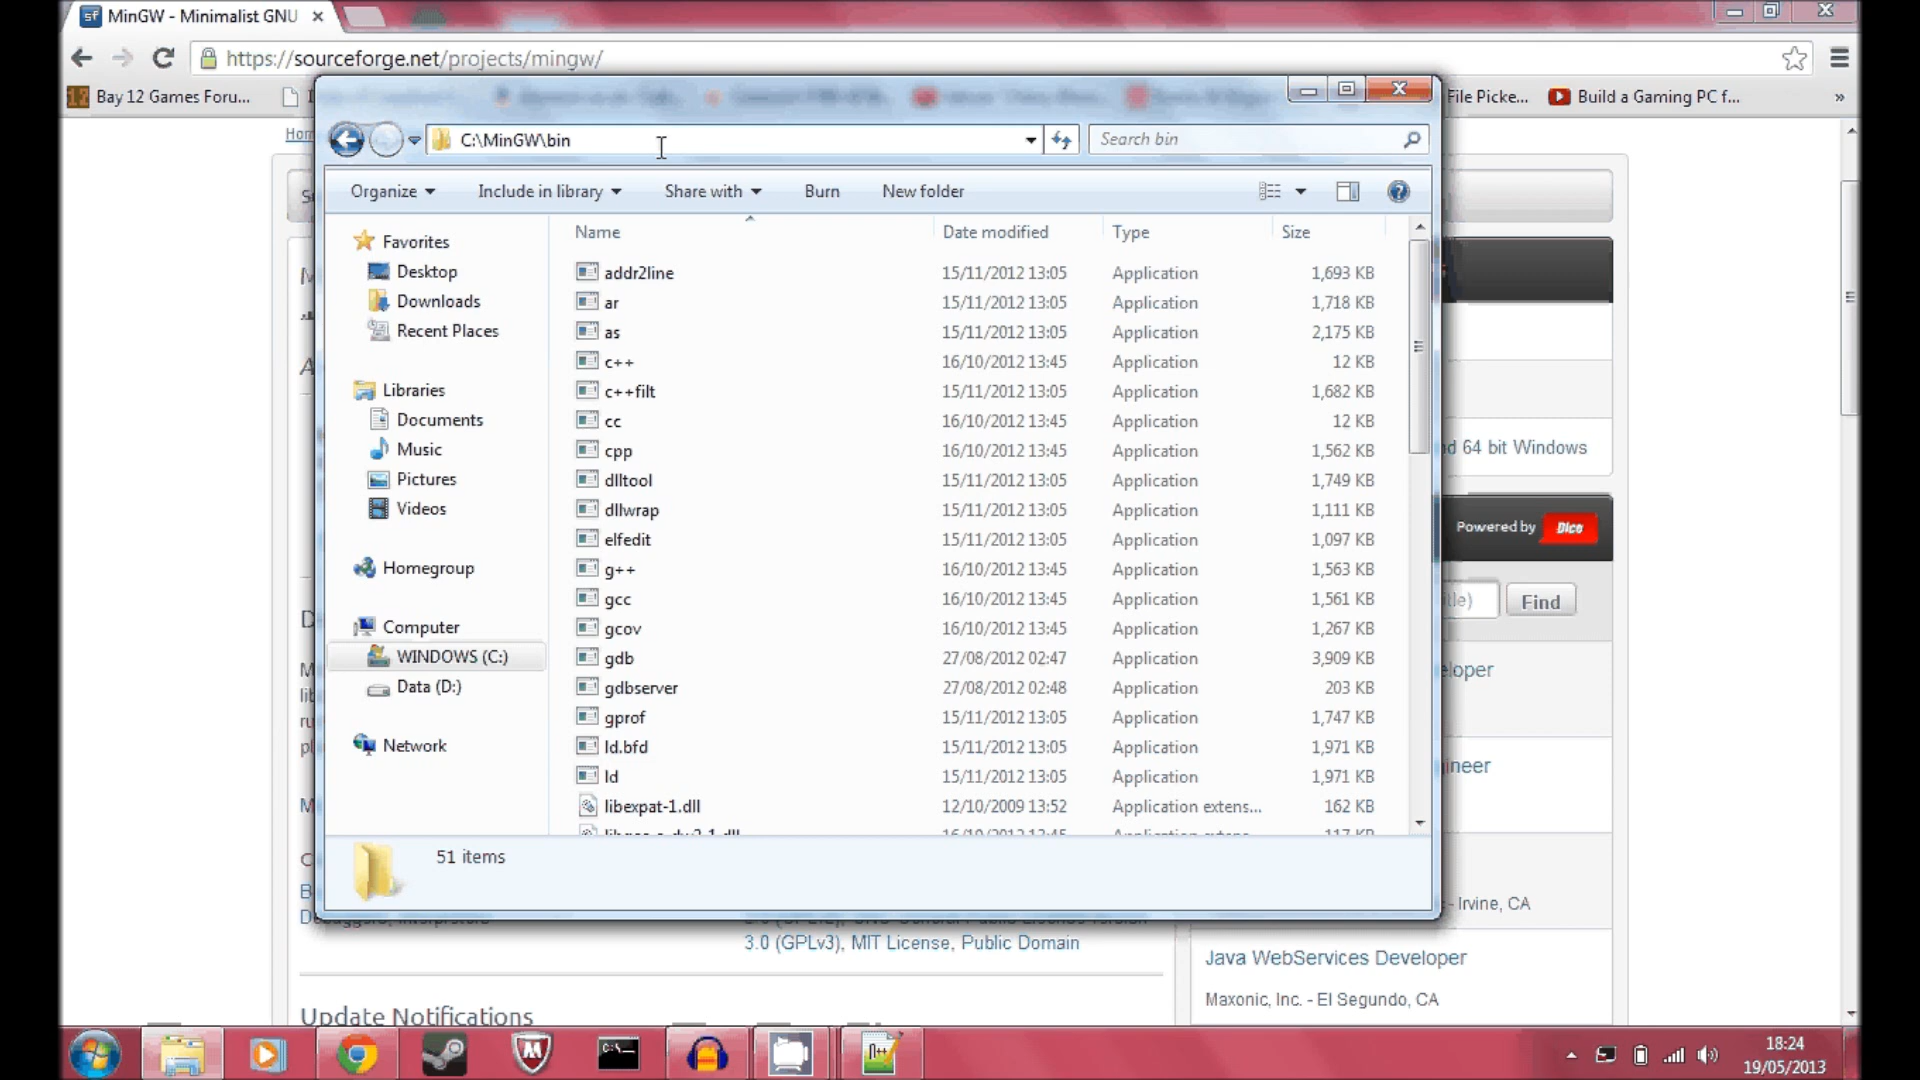 MinGW - Minimalist GNU
https://sourceforge.net/projects/mingw/
Bay 12 Games Foru...
File Picke...
Build a Gaming PC f...
»
Hom
C:\MinGW\bin
Search bin
Organize
Include in library
Share with
Burn
New folder
Name
Date modified
Type
Size
Favorites
Desktop
Downloads
Recent Places
Libraries
Documents
Music
Pictures
Videos
Homegroup
Computer
WINDOWS (C:)
Data (D:)
Network
addr2line 15/11/2012 13:05 Application 1,693 KB
ar 15/11/2012 13:05 Application 1,718 KB
as 15/11/2012 13:05 Application 2,175 KB
c++ 16/10/2012 13:45 Application 12 KB
c++filt 15/11/2012 13:05 Application 1,682 KB
cc 16/10/2012 13:45 Application 12 KB
cpp 16/10/2012 13:45 Application 1,562 KB
dlltool 15/11/2012 13:05 Application 1,749 KB
dllwrap 15/11/2012 13:05 Application 1,111 KB
elfedit 15/11/2012 13:05 Application 1,097 KB
g++ 16/10/2012 13:45 Application 1,563 KB
gcc 16/10/2012 13:45 Application 1,561 KB
gcov 16/10/2012 13:45 Application 1,267 KB
gdb 27/08/2012 02:47 Application 3,909 KB
gdbserver 27/08/2012 02:48 Application 203 KB
gprof 15/11/2012 13:05 Application 1,747 KB
ld.bfd 15/11/2012 13:05 Application 1,971 KB
ld 15/11/2012 13:05 Application 1,971 KB
libexpat-1.dll 12/10/2009 13:52 Application extens... 162 KB
51 items
nd 64 bit Windows
Powered by Dice
itle)
Find
eloper
ineer
- Irvine, CA
3.0 (GPLv3), MIT License, Public Domain
Java WebServices Developer
Maxonic, Inc. - El Segundo, CA
Update Notifications
18:24
19/05/2013